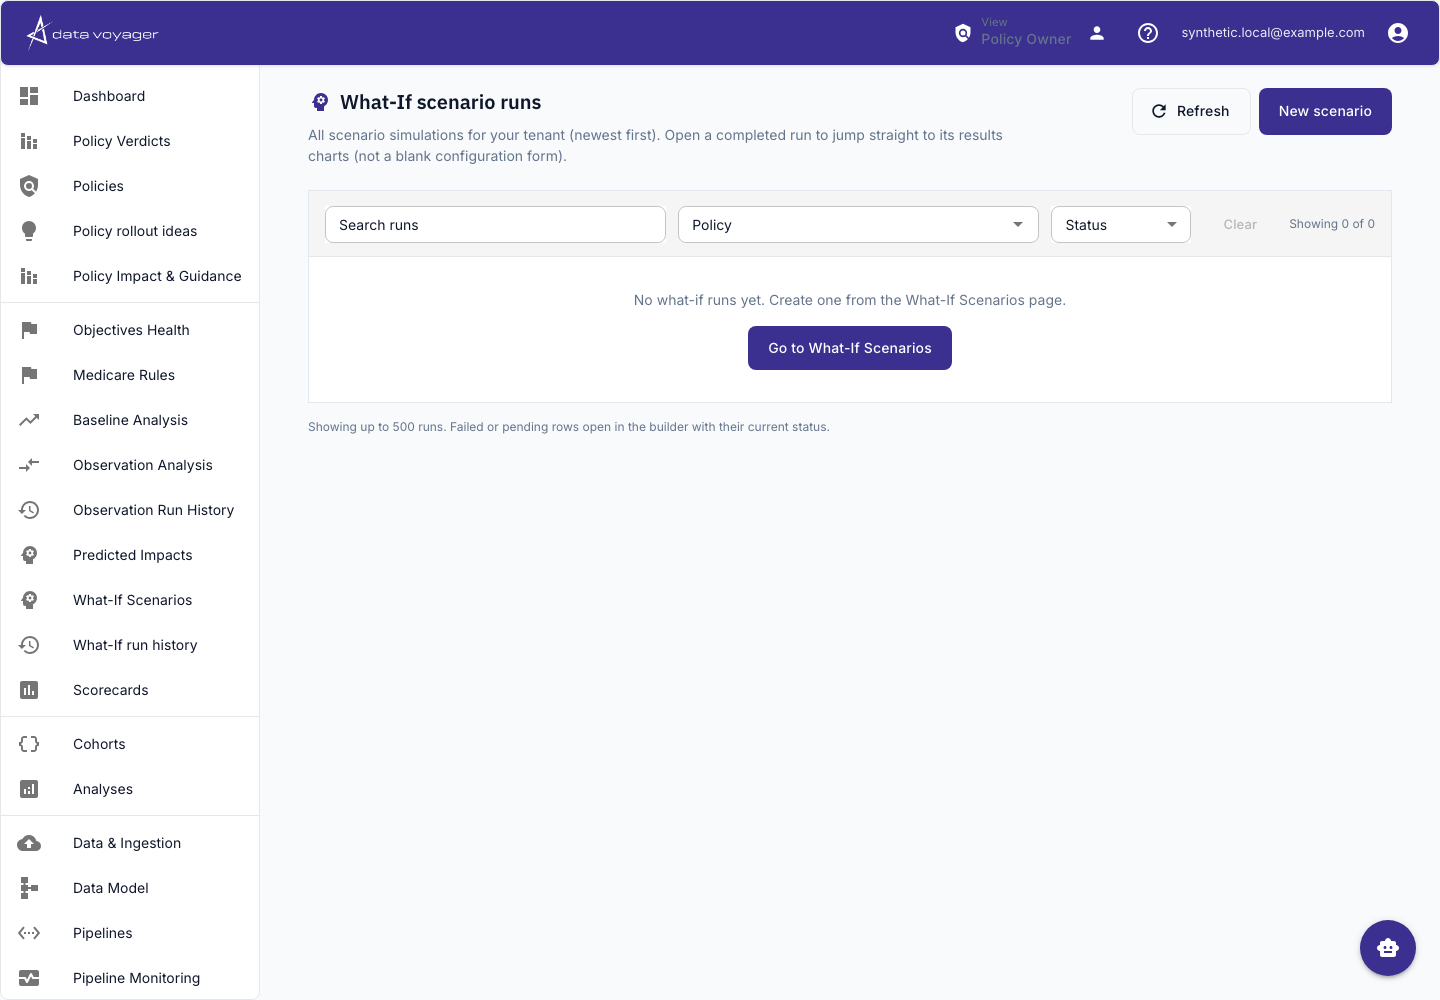 data voyager
View
Policy Owner
synthetic.local@example.com
Dashboard
Policy Verdicts
Policies
Policy rollout ideas
Policy Impact & Guidance
Objectives Health
Medicare Rules
Baseline Analysis
Observation Analysis
Observation Run History
Predicted Impacts
What-If Scenarios
What-If run history
Scorecards
Cohorts
Analyses
Data & Ingestion
Data Model
Pipelines
Pipeline Monitoring
What-If scenario runs
All scenario simulations for your tenant (newest first). Open a completed run to jump straight to its results
charts (not a blank configuration form).
Refresh
New scenario
Search runs
Policy
Status
Clear
Showing 0 of 0
No what-if runs yet. Create one from the What-If Scenarios page.
Go to What-If Scenarios
Showing up to 500 runs. Failed or pending rows open in the builder with their current status.